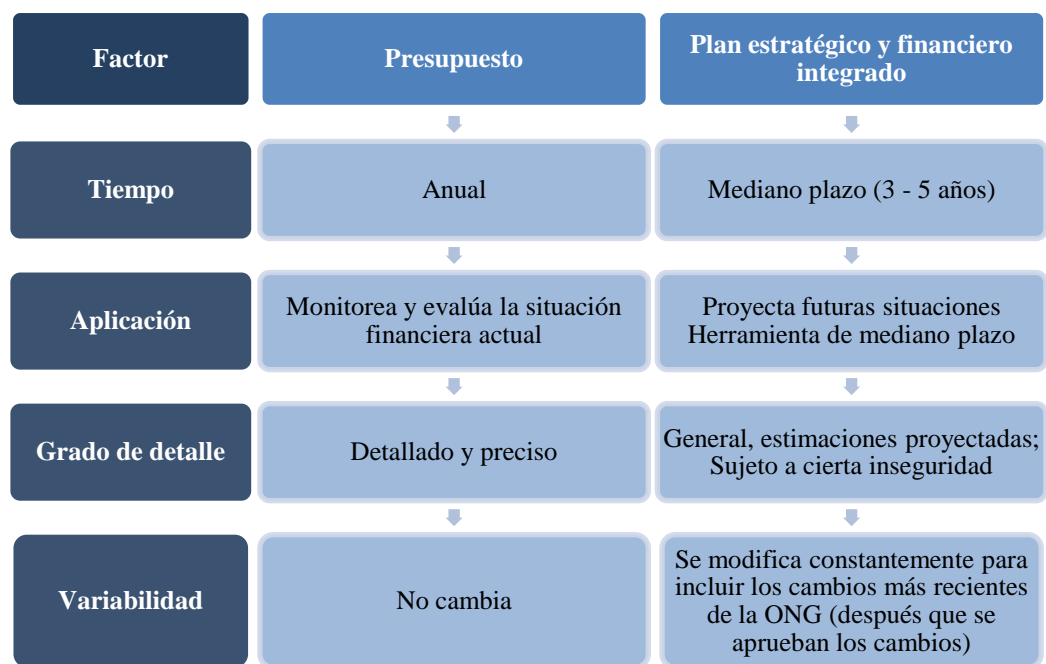 Factor
Presupuesto
Plan estratégico y financiero
integrado
Tiempo
Anual
Mediano plazo (3 - 5 años)
Aplicación
Monitorea y evalúa la situación
financiera actual
Proyecta futuras situaciones
Herramienta de mediano plazo
Grado de detalle
Detallado y preciso
General, estimaciones proyectadas;
Sujeto a cierta inseguridad
Variabilidad
No cambia
Se modifica constantemente para
incluir los cambios más recientes
de la ONG (después que se
aprueban los cambios)